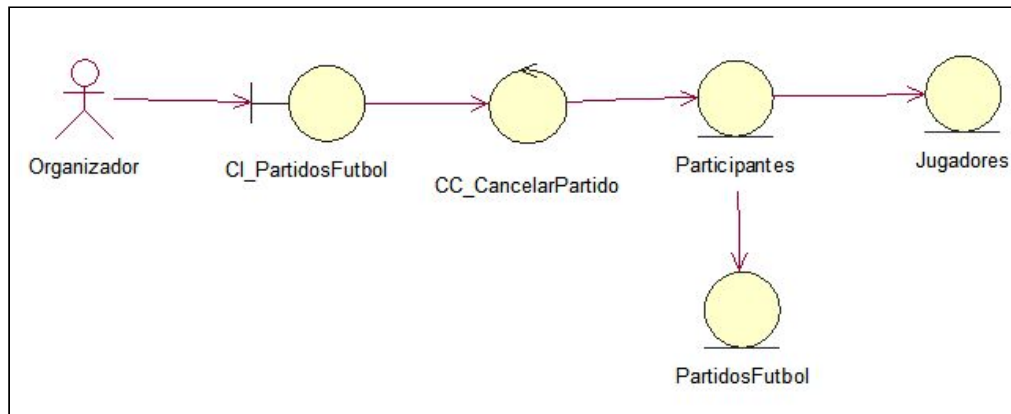 Organizador
CI_PartidosFutbol
CC_CancelarPartido
Participantes
Jugadores
PartidosFutbol